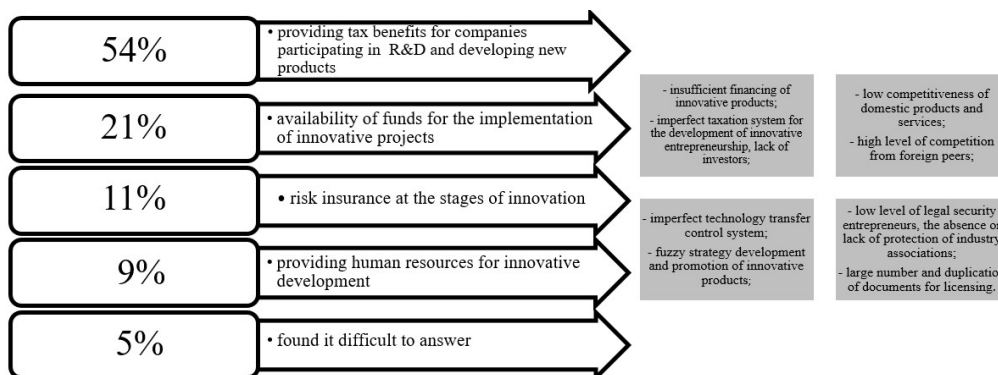 54%
• providing tax benefits for companies
participating in R&D and developing new
products
21%
• availability of funds for the implementation
of innovative projects
11%
• risk insurance at the stages of innovation
9%
• providing human resources for innovative
development
5%
• found it difficult to answer
- insufficient financing of
innovative products;
- imperfect taxation system for
the development of innovative
entrepreneurship, lack of
investors;
- low competitiveness of
domestic products and
services;
- high level of competition
from foreign peers;
- imperfect technology transfer
control system;
- fuzzy strategy development
and promotion of innovative
products;
- low level of legal security
entrepreneurs, the absence or
lack of protection of industry
associations;
- large number and duplication
of documents for licensing.